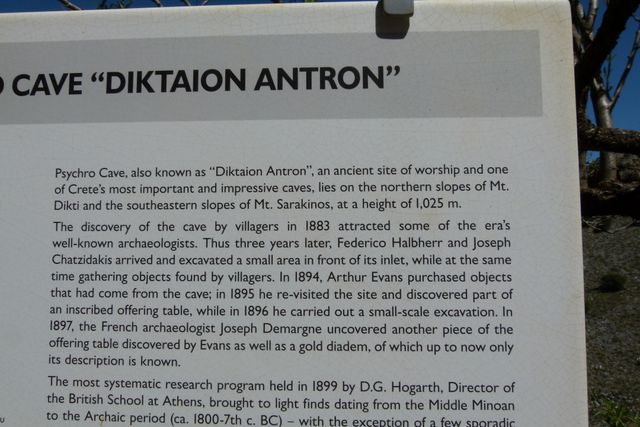 CAVE “DIKTAION ANTRON”
Psychro Cave, also known as “Diktaion Antron”, an ancient site of worship and one
of Crete’s most important and impressive caves, lies on the northern slopes of Mt.
Dikti and the southeastern slopes of Mt. Sarakinos, at a height of 1,025 m.
The discovery of the cave by villagers in 1883 attracted some of the era’s
well-known archaeologists. Thus three years later, Federico Halbherr and Joseph
Chatzidakis arrived and excavated a small area in front of its inlet, while at the same
time gathering objects found by villagers. In 1894, Arthur Evans purchased objects
that had come from the cave; in 1895 he re-visited the site and discovered part of
an inscribed offering table, while in 1896 he carried out a small-scale excavation. In
1897, the French archaeologist Joseph Demargne uncovered another piece of the
offering table discovered by Evans as well as a gold diadem, of which up to now only
its description is known.
The most systematic research program held in 1899 by D.G. Hogarth, Director of
the British School at Athens, brought to light finds dating from the Middle Minoan
to the Archaic period (ca. 1800-7th c. BC) – with the exception of a few sporadic